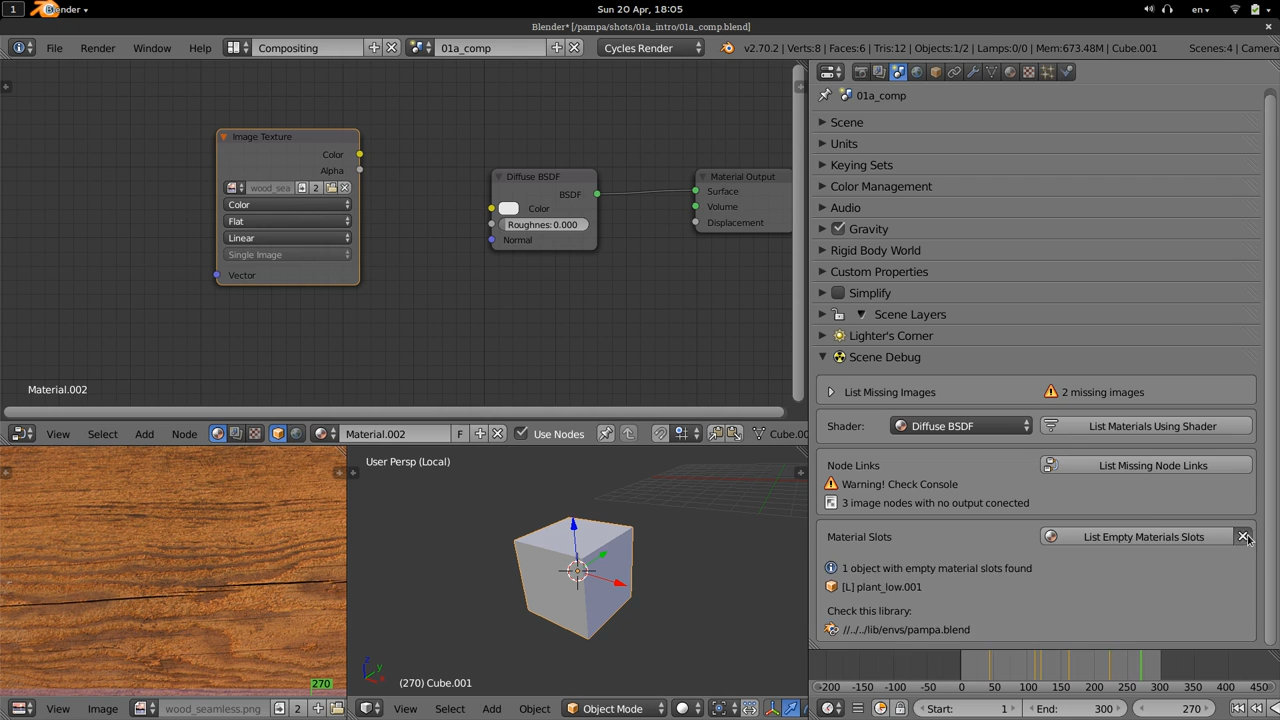 1 Blender Sun 20 Apr, 18:05 en
Blender* [/pampa/shots/01a_intro/01a_comp.blend]
File Render Window Help Compositing 01a_comp Cycles Render v2.70.2 | Verts:8 | Faces:6 | Tris:12 | Objects:1/2 | Lamps:0/0 | Mem:673.48M | Cube.001 Scenes:4 | Camera
01a_comp
Scene
Units
Keying Sets
Color Management
Audio
Gravity
Rigid Body World
Custom Properties
Simplify
Scene Layers
Lighter's Corner
Scene Debug
List Missing Images 2 missing images
Shader: Diffuse BSDF List Materials Using Shader
Node Links List Missing Node Links
Warning! Check Console
3 image nodes with no output conected
Material Slots List Empty Materials Slots
1 object with empty material slots found
[L] plant_low.001
Check this library:
//../../lib/envs/pampa.blend
Image Texture
Color
Alpha
wood_sea 2
Color
Flat
Linear
Single Image
Vector
Diffuse BSDF
BSDF
Color
Roughnes: 0.000
Normal
Material Output
Surface
Volume
Displacement
Material.002
View Select Add Node Material.002 F Use Nodes Cube.00
270
View Image wood_seamless.png 2
User Persp (Local)
z
y
x
(270) Cube.001
View Select Add Object Object Mode
-200 -150 -100 -50 0 50 100 150 200 250 300 350 400 450
Start: 1 End: 300 270